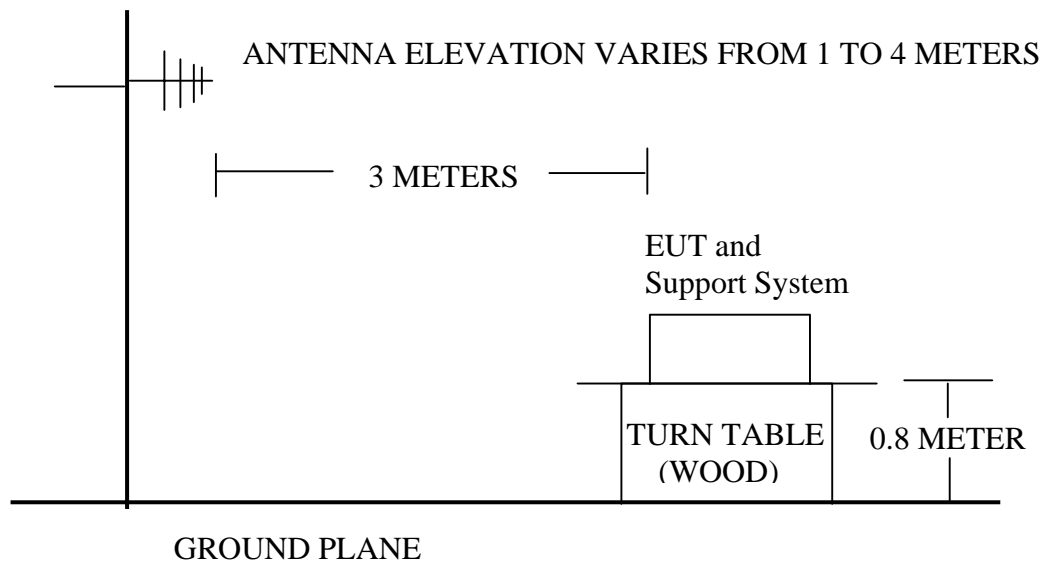 ANTENNA ELEVATION VARIES FROM 1 TO 4 METERS
3 METERS
EUT and
Support System
TURN TABLE
(WOOD)
0.8 METER
GROUND PLANE